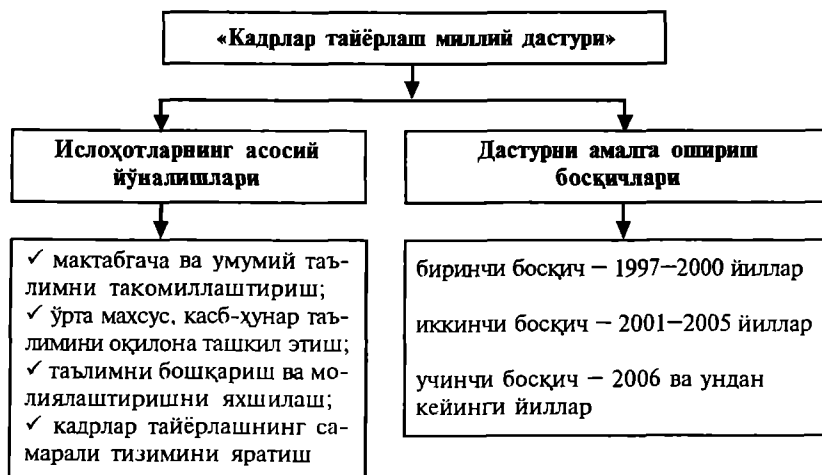 «Кадрлар тайёрлаш миллий дастури»
Ислоҳотларнинг асосий
йўналишлари
Дастурни амалга ошириш
босқичлари
✓ мактабгача ва умумий таъ-
лимни такомиллаштириш;
✓ ўрта махсус, касб-ҳунар таъ-
лимини оқилона ташкил этиш;
✓ таълимни бошқариш ва мо-
лиялаштиришни яхшилаш;
✓ кадрлар тайёрлашнинг са-
марали тизимини яратиш
биринчи босқич – 1997–2000 йиллар
иккинчи босқич – 2001–2005 йиллар
учинчи босқич – 2006 ва ундан
кейинги йиллар